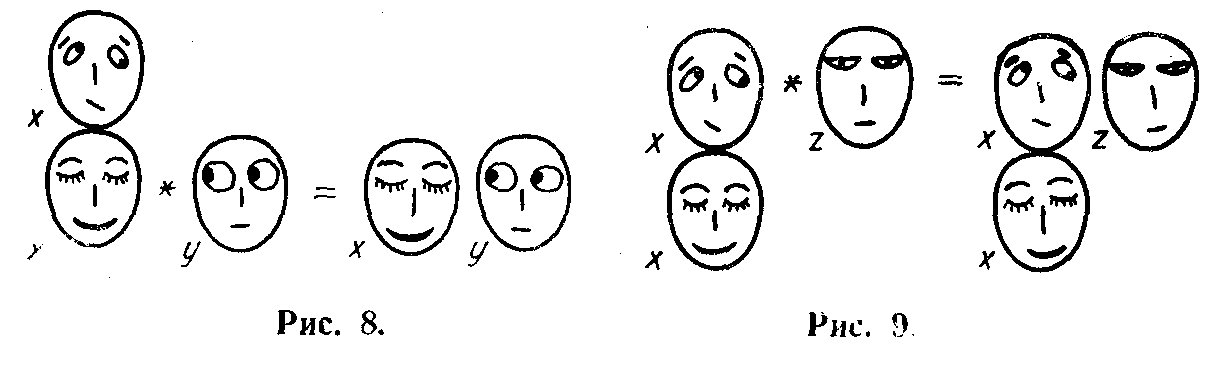 x
x * y = x y
Рис. 8.
x * z = x z
x x
Рис. 9.